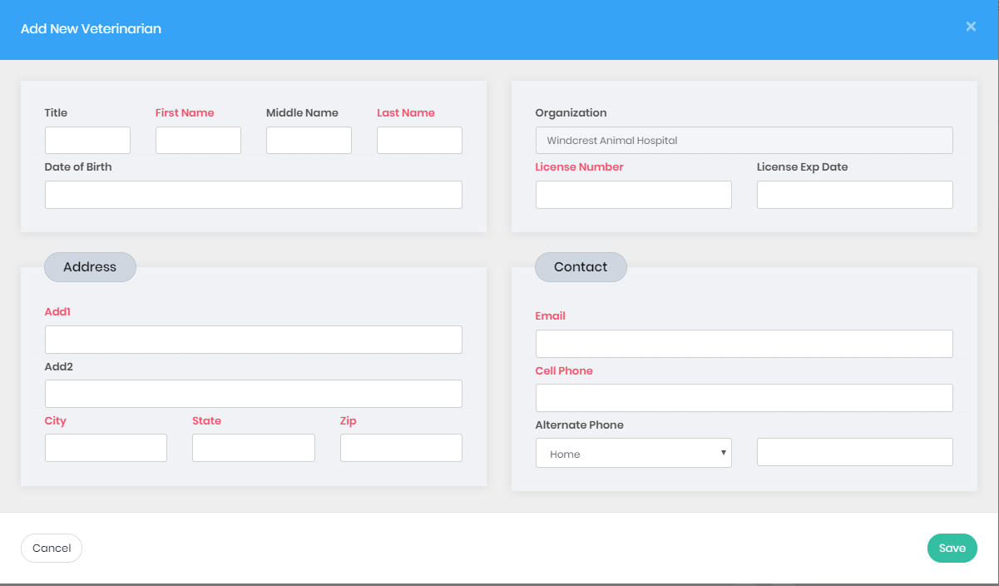 Add New Veterinarian ×
Title First Name Middle Name Last Name
Date of Birth
Organization
Windcrest Animal Hospital
License Number License Exp Date
Address
Add1
Add2
City State Zip
Contact
Email
Cell Phone
Alternate Phone
Home
Cancel Save